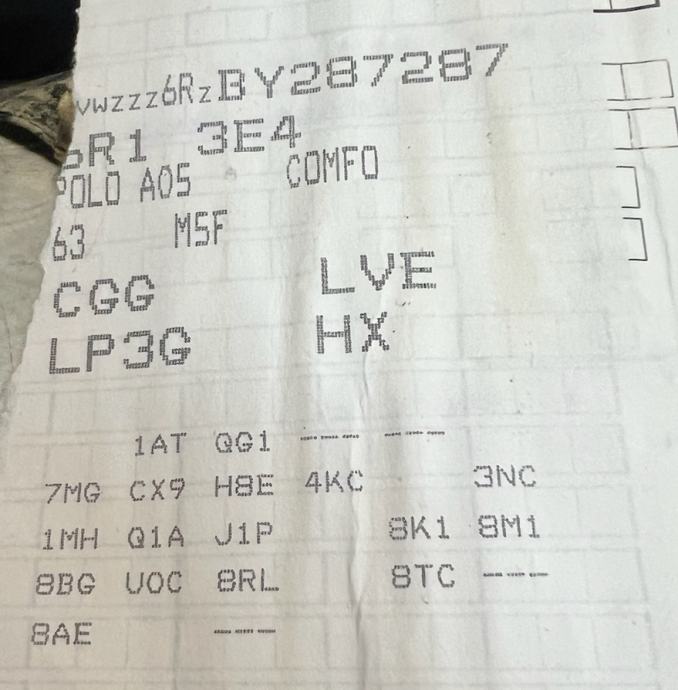 vwzzz6RzBY287287
6R1 3E4
POLO A05 COMFO
63 MSF
CGG LVE
LP3G HX
1AT QG1 --- ---
7MG CX9 H8E 4KC 3NC
1MH Q1A J1P 8K1 8M1
8BG U0C 8RL 8TC ---
8AE ---